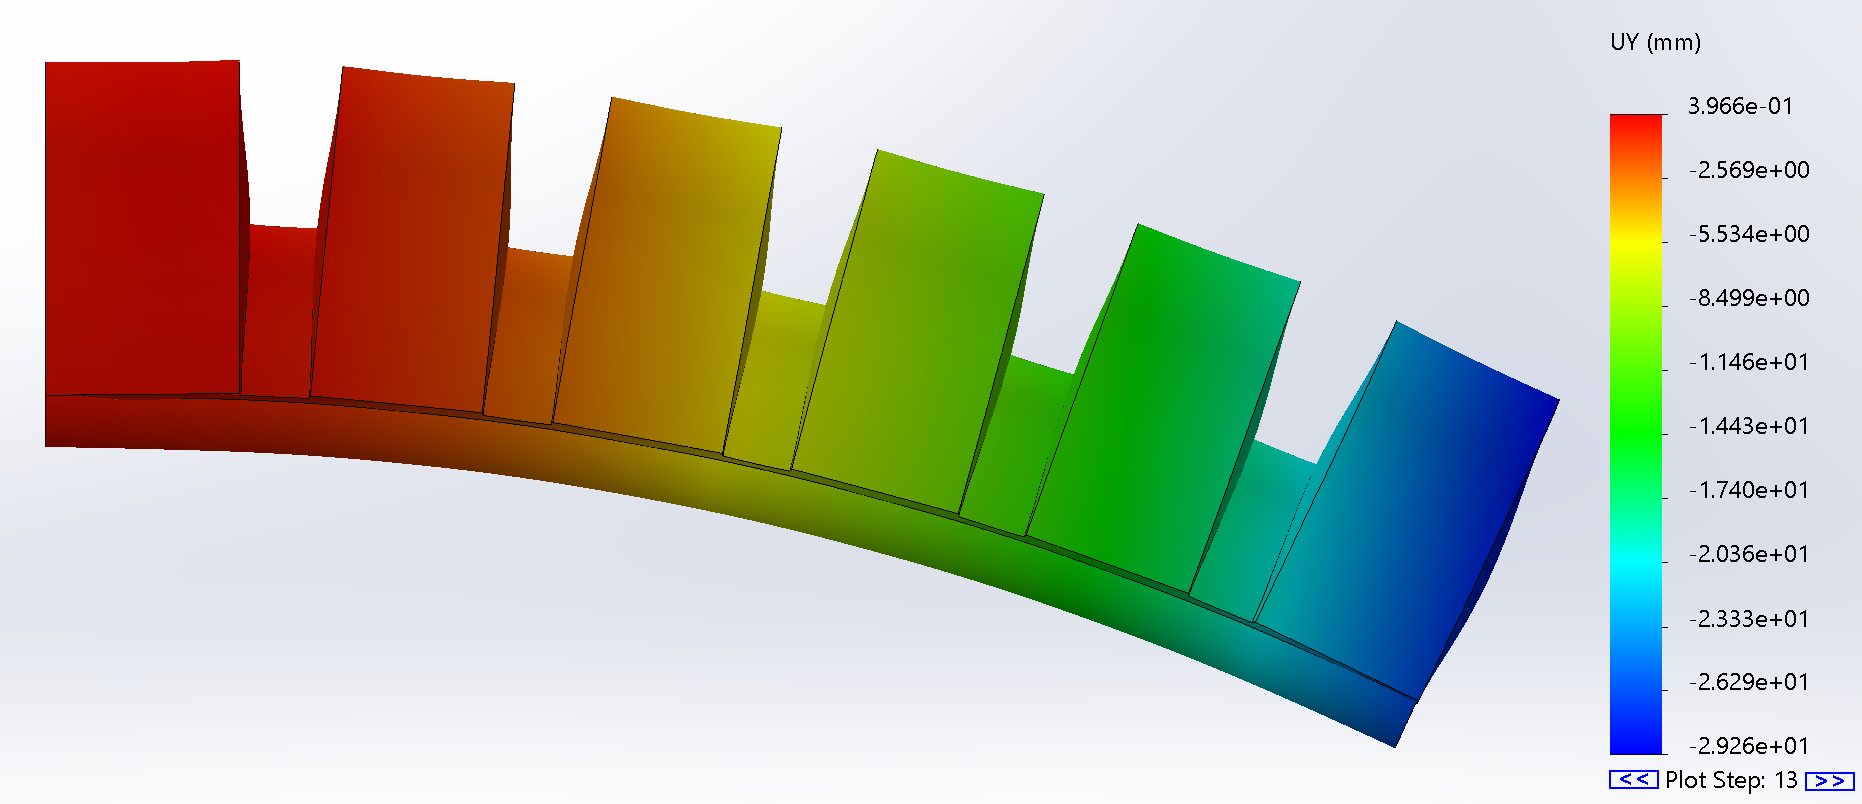 UY (mm)
3.966e-01
-2.569e+00
-5.534e+00
-8.499e+00
-1.146e+01
-1.443e+01
-1.740e+01
-2.036e+01
-2.333e+01
-2.629e+01
-2.926e+01
<< Plot Step: 13 >>